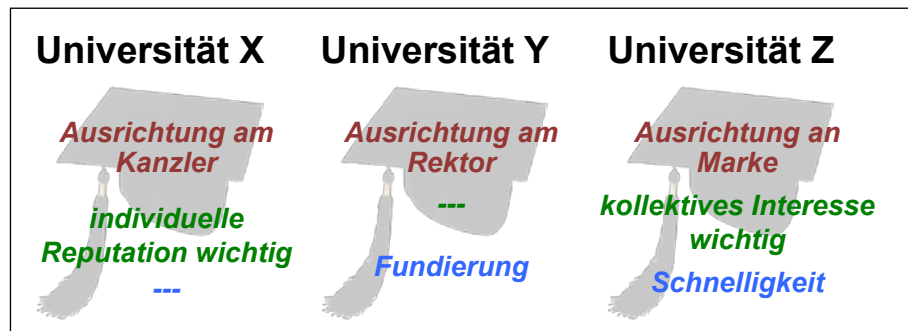 Universität X
Ausrichtung am
Kanzler
individuelle
Reputation wichtig
---
Universität Y
Ausrichtung am
Rektor
---
Fundierung
Universität Z
Ausrichtung an
Marke
kollektives Interesse
wichtig
Schnelligkeit